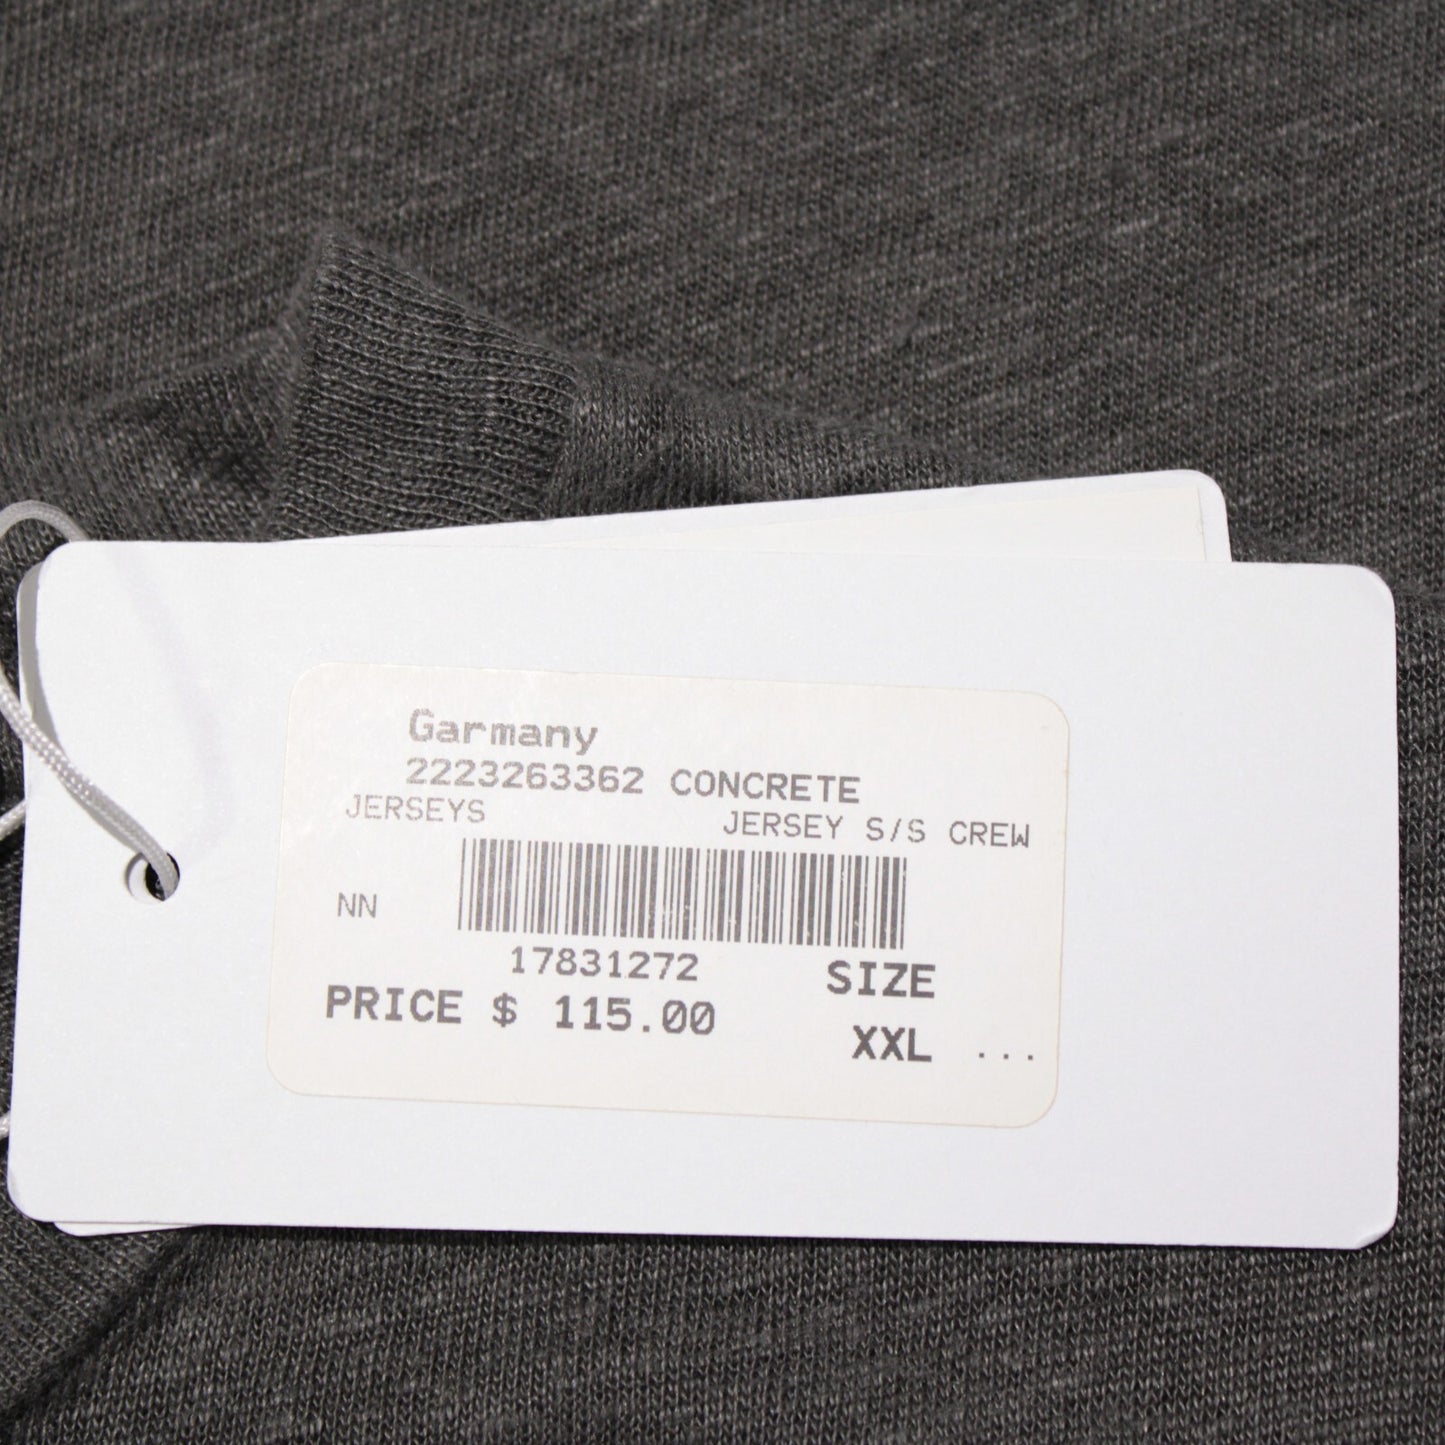 Garmany
2223263362 CONCRETE
JERSEYS JERSEY S/S CREW
NN
17831272
SIZE
PRICE $ 115.00
XXL ...